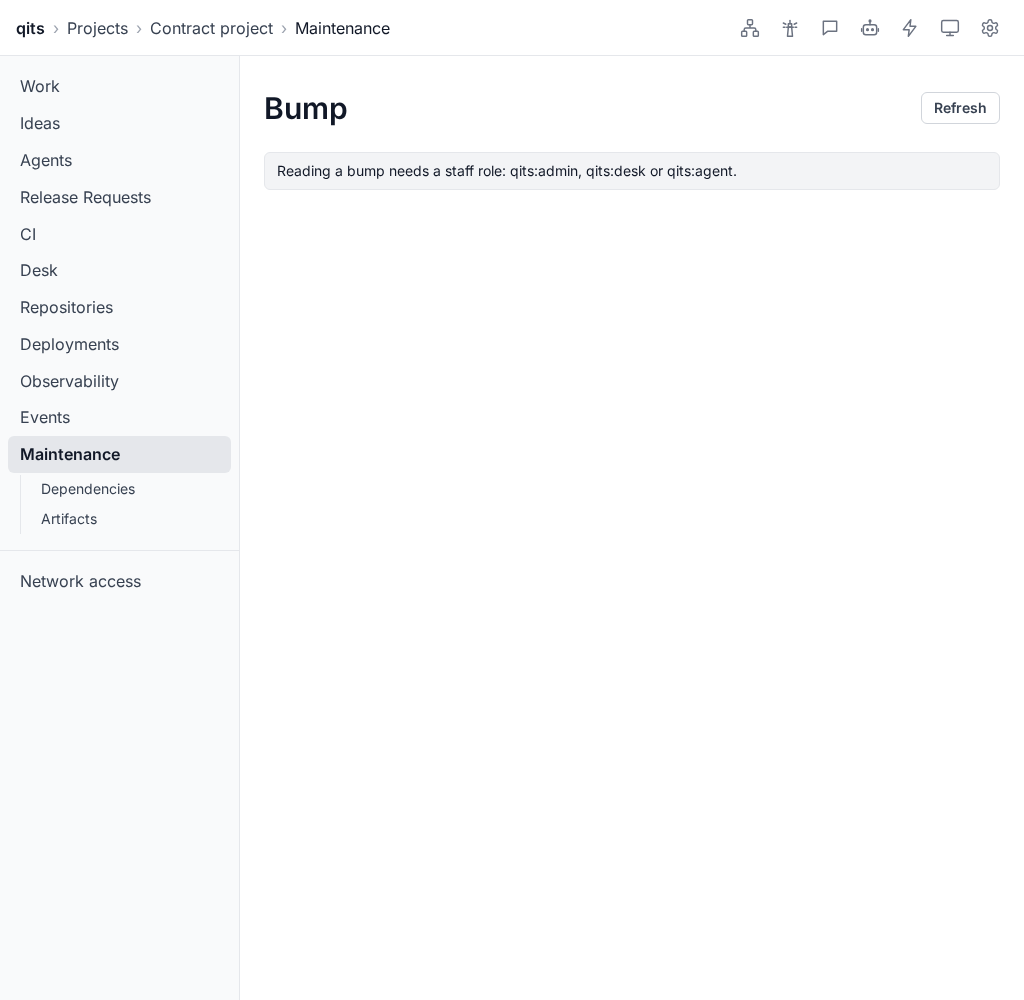 qits › Projects › Contract project › Maintenance
Work
Ideas
Agents
Release Requests
CI
Desk
Repositories
Deployments
Observability
Events
Maintenance
Dependencies
Artifacts
Network access
Bump
Refresh
Reading a bump needs a staff role: qits:admin, qits:desk or qits:agent.